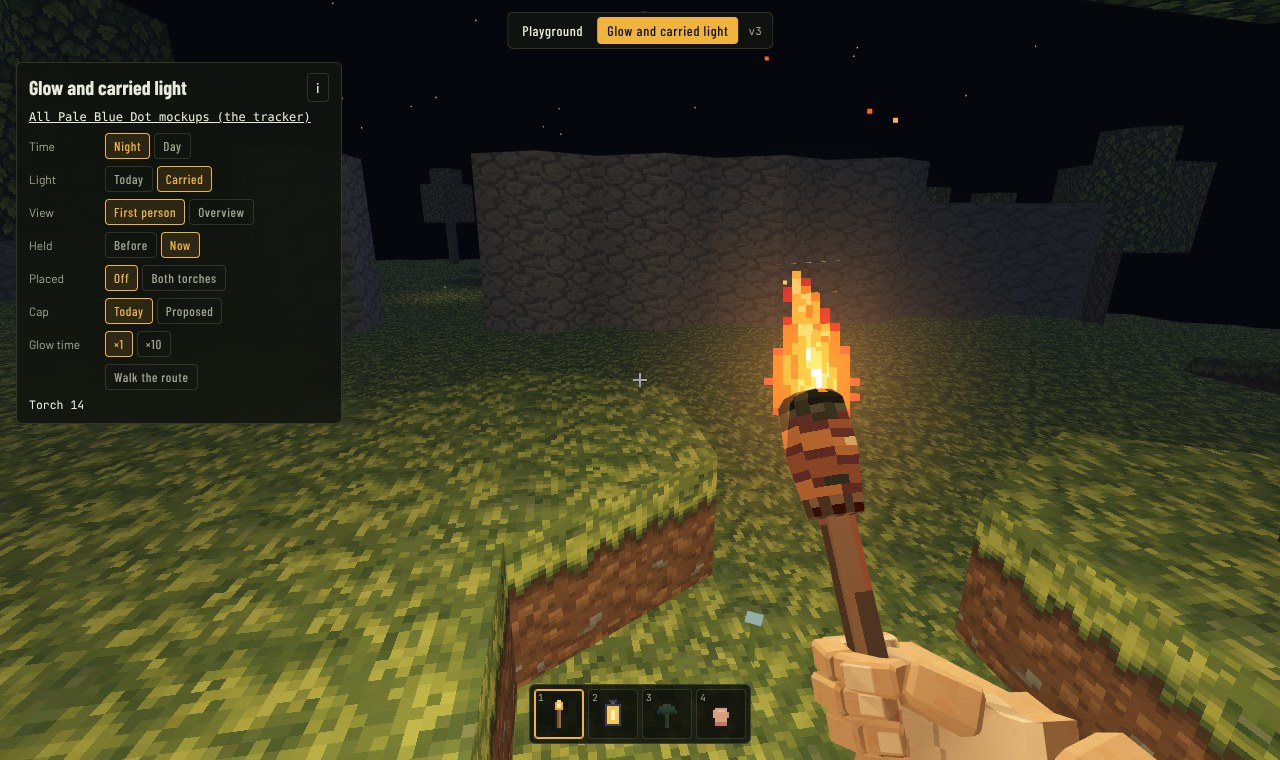 Playground Glow and carried light v3
Glow and carried light i
All Pale Blue Dot mockups (the tracker)
Time Night Day
Light Today Carried
View First person Overview
Held Before Now
Placed Off Both torches
Cap Today Proposed
Glow time ×1 ×10
Walk the route
Torch 14
1 2 3 4